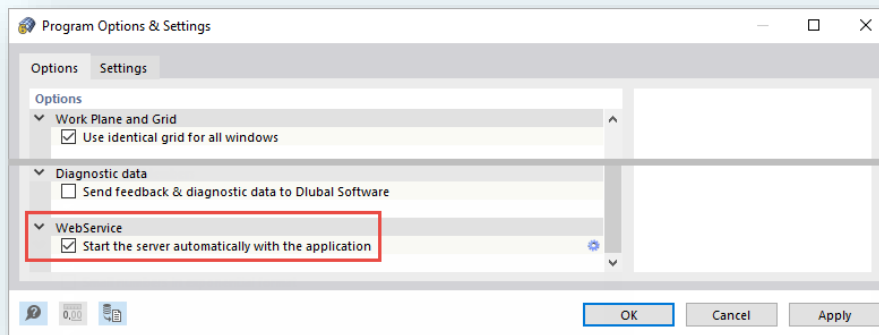 Program Options & Settings
Options
Settings
Options
Work Plane and Grid
Use identical grid for all windows
Diagnostic data
Send feedback & diagnostic data to Dlubal Software
WebService
Start the server automatically with the application
0,00
OK
Cancel
Apply